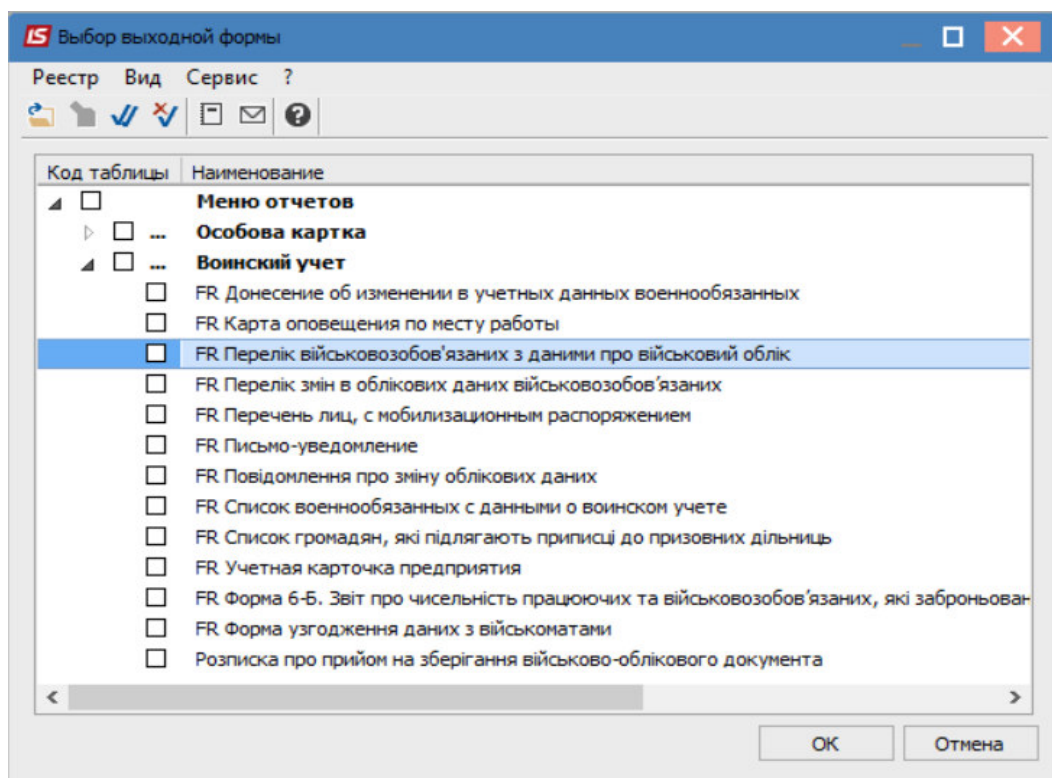 IS Выбор выходной формы
Реестр Вид Сервис ?
Код таблицы Наименование
Меню отчетов
... Особова картка
... Воинский учет
FR Донесение об изменении в учетных данных военнообязанных
FR Карта оповещения по месту работы
FR Перелік військовозобов'язаних з даними про військовий облік
FR Перелік змін в облікових даних військовозобов’язаних
FR Перечень лиц, с мобилизационным распоряжением
FR Письмо-уведомление
FR Повідомлення про зміну облікових даних
FR Список военнообязанных с данными о воинском учете
FR Список громадян, які підлягають приписці до призовних дільниць
FR Учетная карточка предприятия
FR Форма 6-Б. Звіт про чисельність працюючих та військовозобов’язаних, які заброньован
FR Форма узгодження даних з військоматами
Розписка про прийом на зберігання військово-облікового документа
OK Отмена